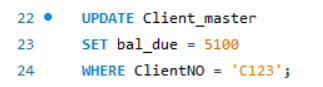 22 UPDATE Client_master
23 SET bal_due = 5100
24 WHERE ClientNO = 'C123';